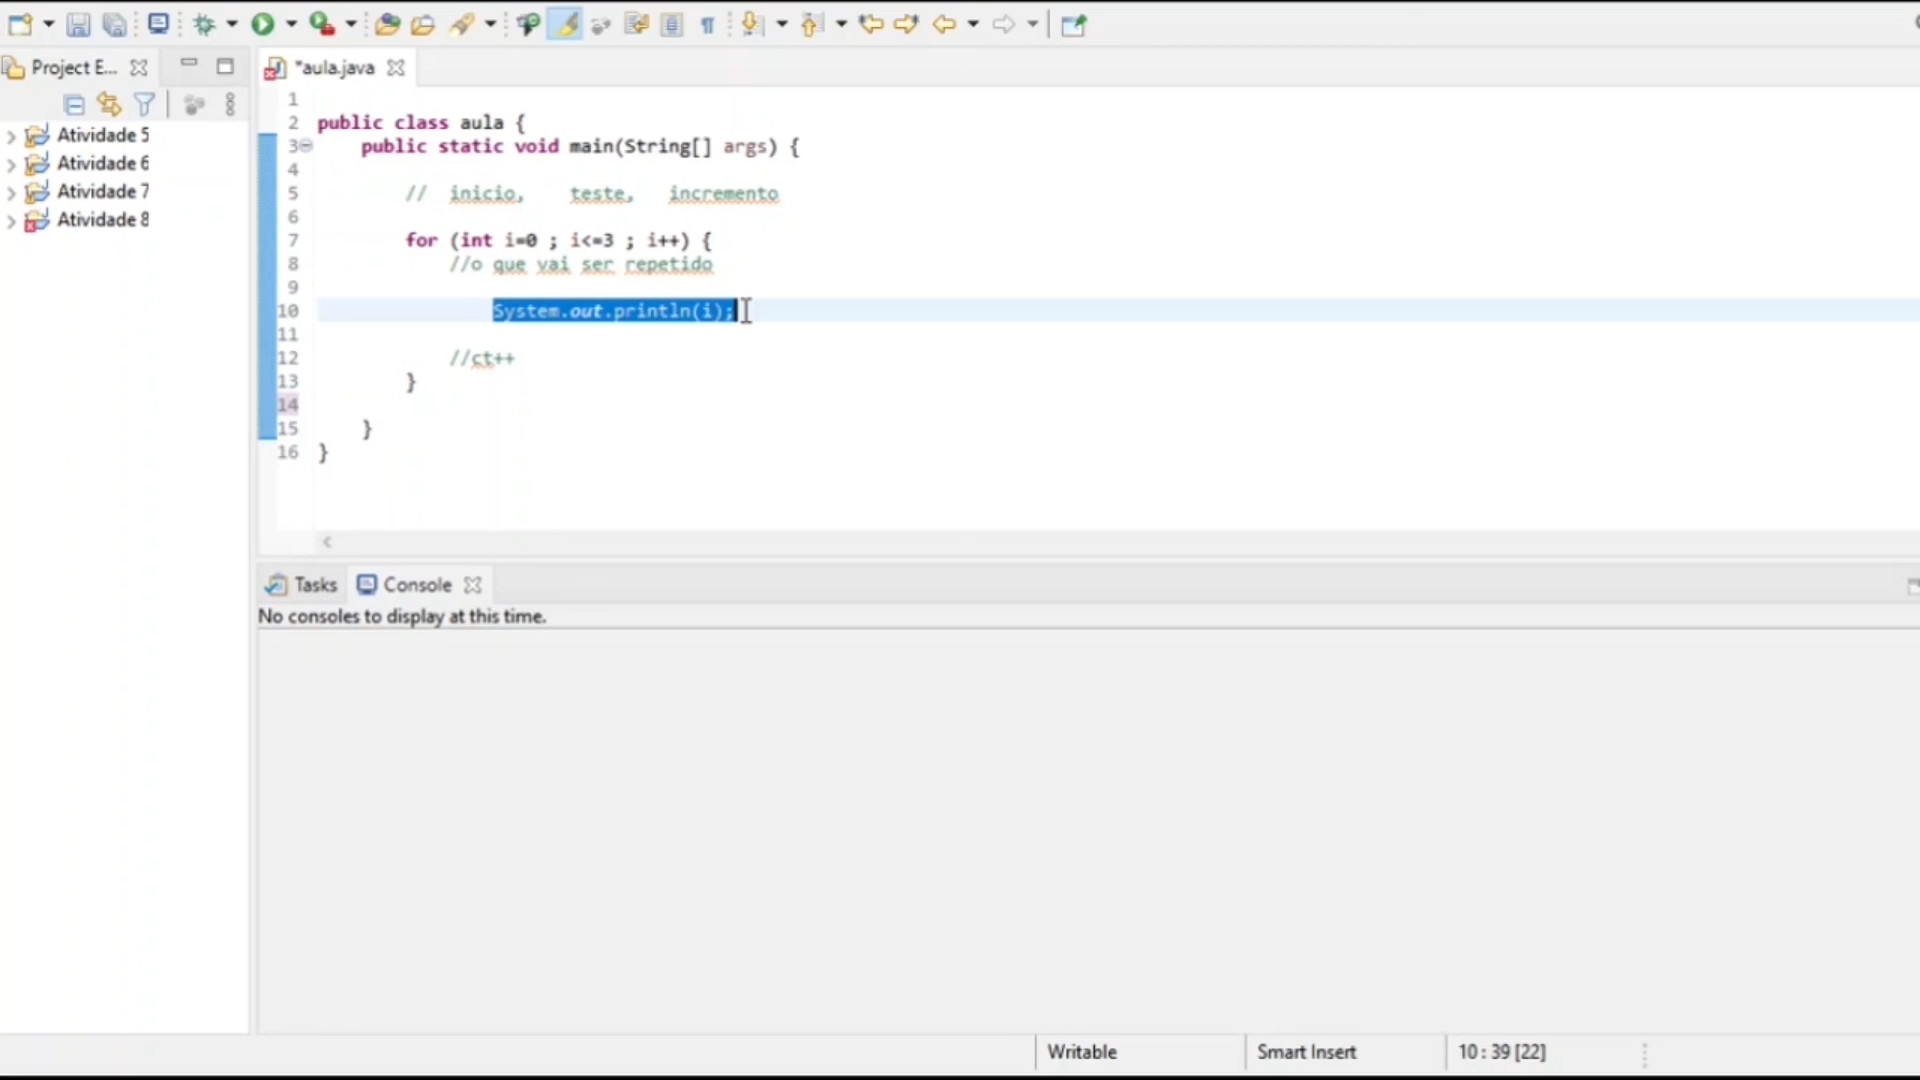 Project E...
*aula.java
Atividade 5
Atividade 6
Atividade 7
Atividade 8
1
2 public class aula {
3 public static void main(String[] args) {
4
5 // inicio, teste, incremento
6
7 for (int i=0 ; i<=3 ; i++) {
8 //o que vai ser repetido
9
10 System.out.println(i);
11
12 //ct++
13 }
14
15 }
16 }
Tasks Console
No consoles to display at this time.
Writable Smart Insert 10 : 39 [22]